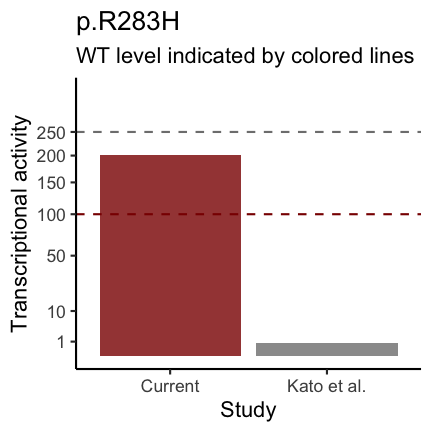 p.R283H
WT level indicated by colored lines
Transcriptional activity
250
200
150
100
50
10
1
Current
Kato et al.
Study